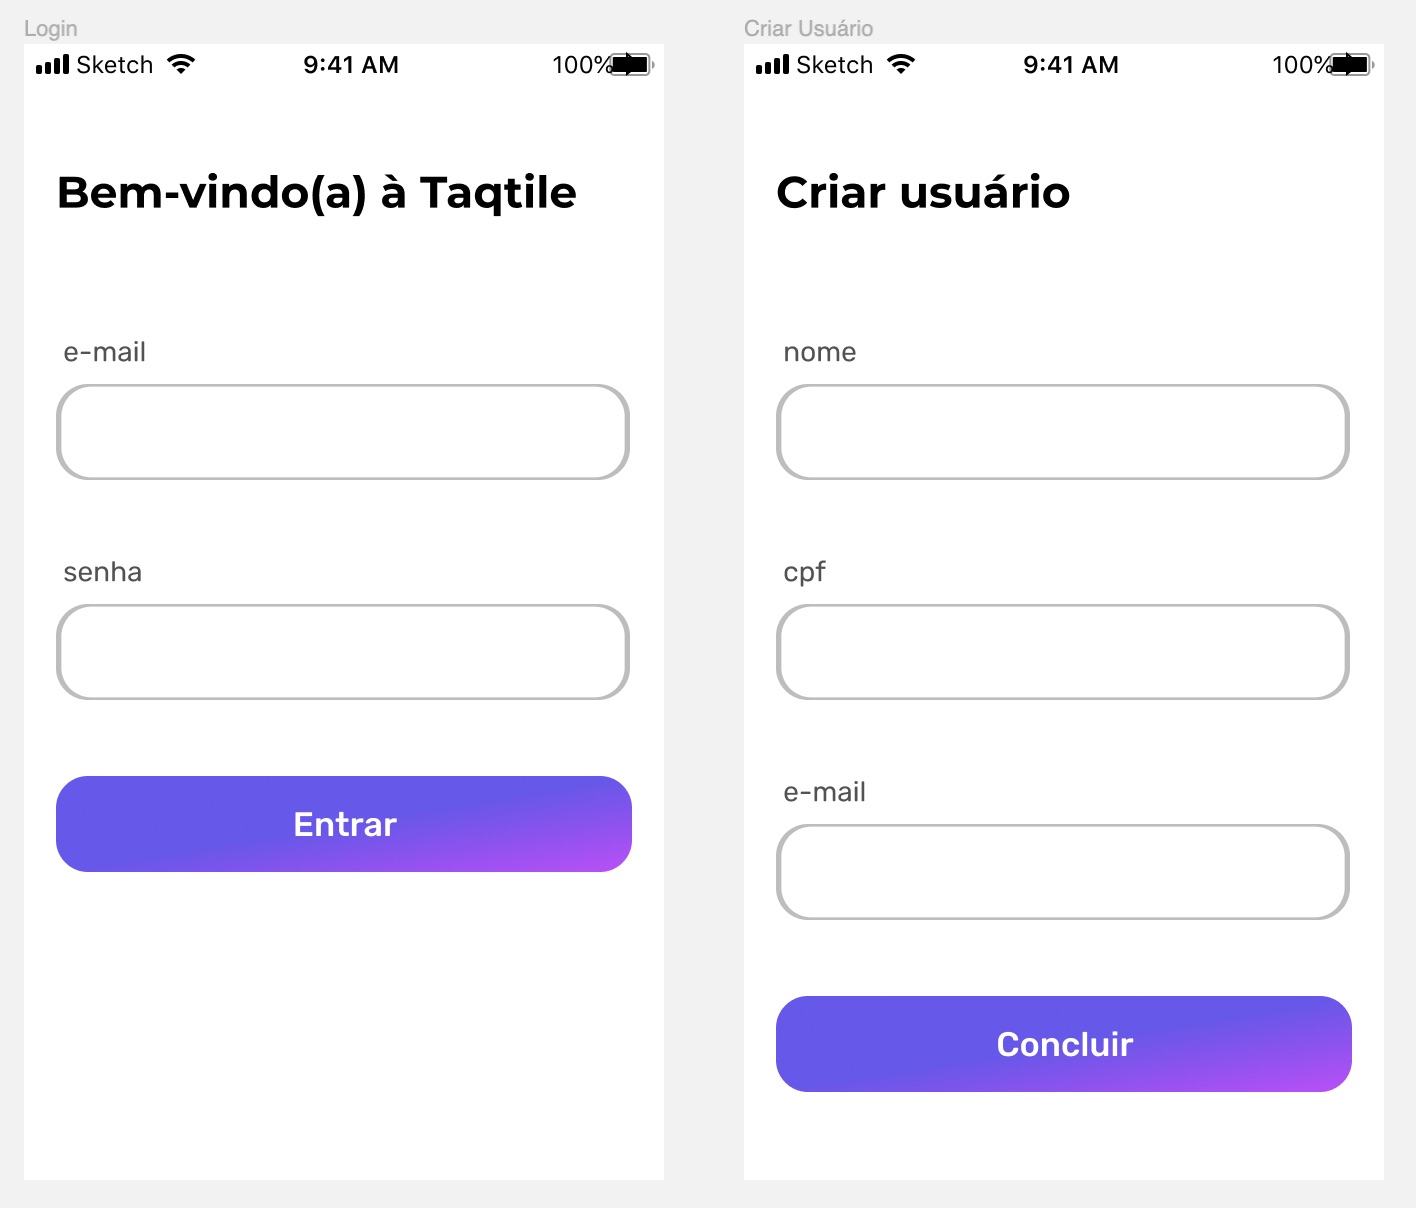 Login
Sketch 9:41 AM 100%
Bem-vindo(a) à Taqtile
e-mail
senha
Entrar
Criar Usuário
Sketch 9:41 AM 100%
Criar usuário
nome
cpf
e-mail
Concluir